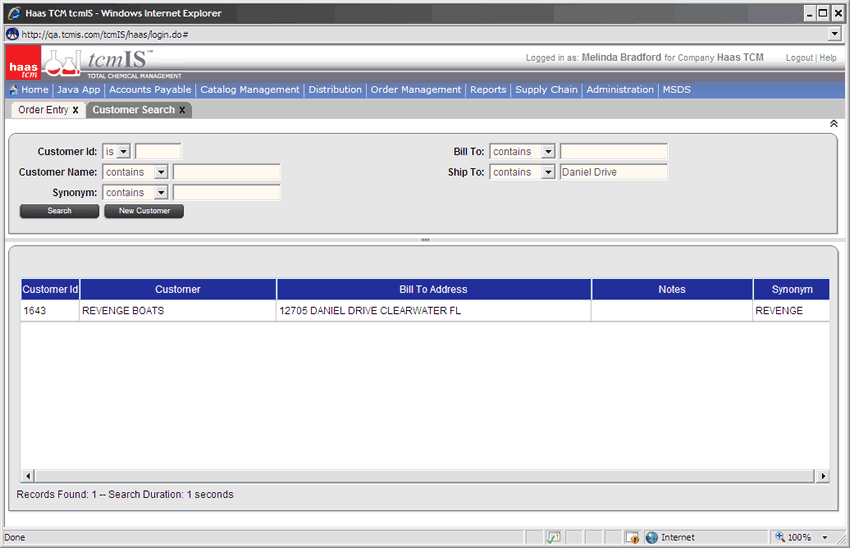 Haas TCM tcmIS - Windows Internet Explorer
http://qa.tcmis.com/tcmIS/haas/login.do#
haas tcm tcmIS™ TOTAL CHEMICAL MANAGEMENT
Logged in as: Melinda Bradford for Company Haas TCM Logout | Help
Home | Java App | Accounts Payable | Catalog Management | Distribution | Order Management | Reports | Supply Chain | Administration | MSDS
Order Entry x Customer Search x
Customer Id: is Bill To: contains
Customer Name: contains Ship To: contains Daniel Drive
Synonym: contains
Search New Customer
Customer Id Customer Bill To Address Notes Synonym
1643 REVENGE BOATS 12705 DANIEL DRIVE CLEARWATER FL REVENGE
Records Found: 1 -- Search Duration: 1 seconds
Done Internet 100%